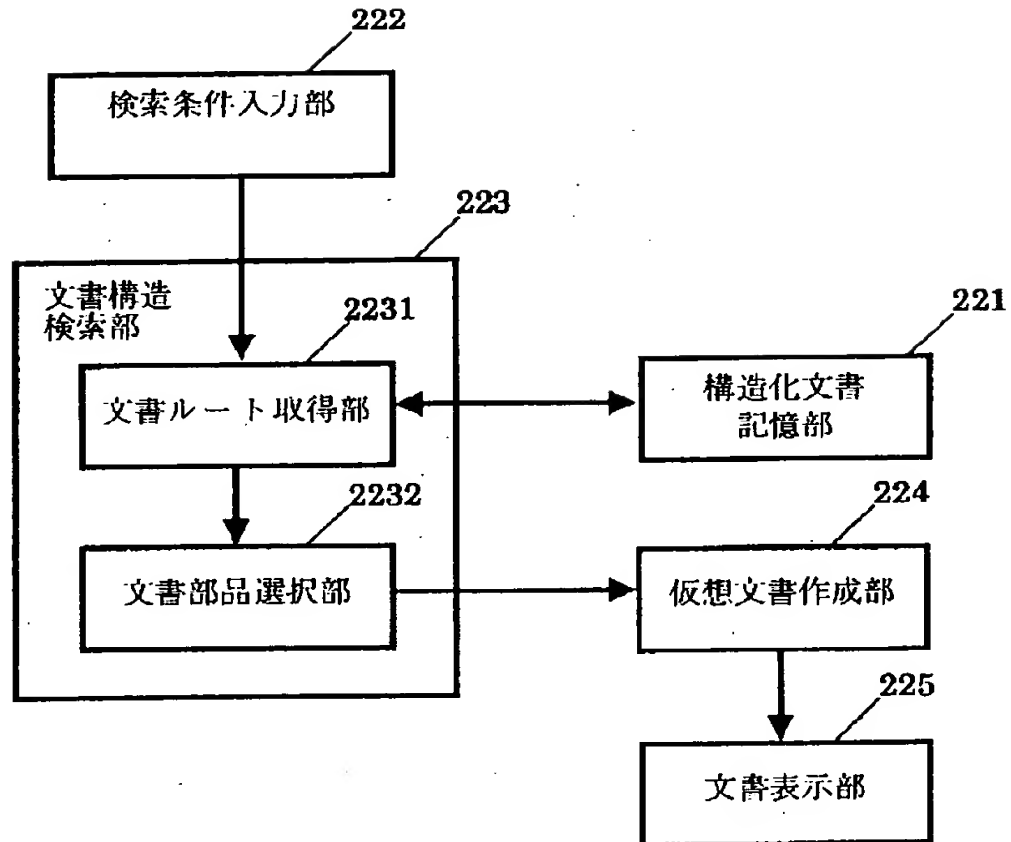 222
検索条件入力部
223
文書構造
検索部
2231
文書ルート取得部
221
構造化文書
記憶部
2232
文書部品選択部
224
仮想文書作成部
225
文書表示部